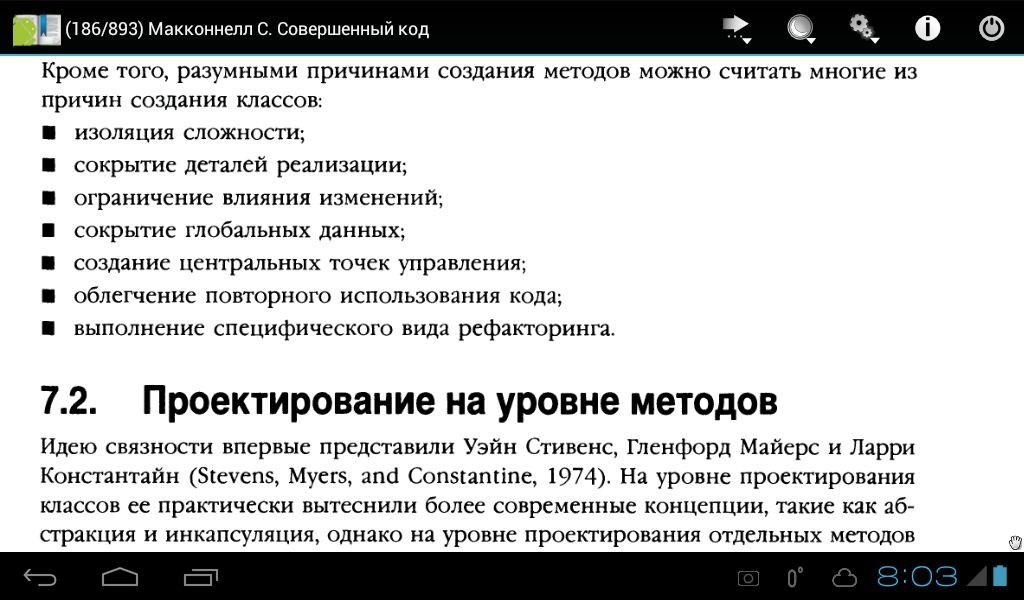 (186/893) Макконнелл С. Совершенный код
Кроме того, разумными причинами создания методов можно считать многие из
причин создания классов:
■ изоляция сложности;
■ сокрытие деталей реализации;
■ ограничение влияния изменений;
■ сокрытие глобальных данных;
■ создание центральных точек управления;
■ облегчение повторного использования кода;
■ выполнение специфического вида рефакторинга.
7.2. Проектирование на уровне методов
Идею связности впервые представили Уэйн Стивенс, Гленфорд Майерс и Ларри
Константайн (Stevens, Myers, and Constantine, 1974). На уровне проектирования
классов ее практически вытеснили более современные концепции, такие как аб-
стракция и инкапсуляция, однако на уровне проектирования отдельных методов
0° 8:03